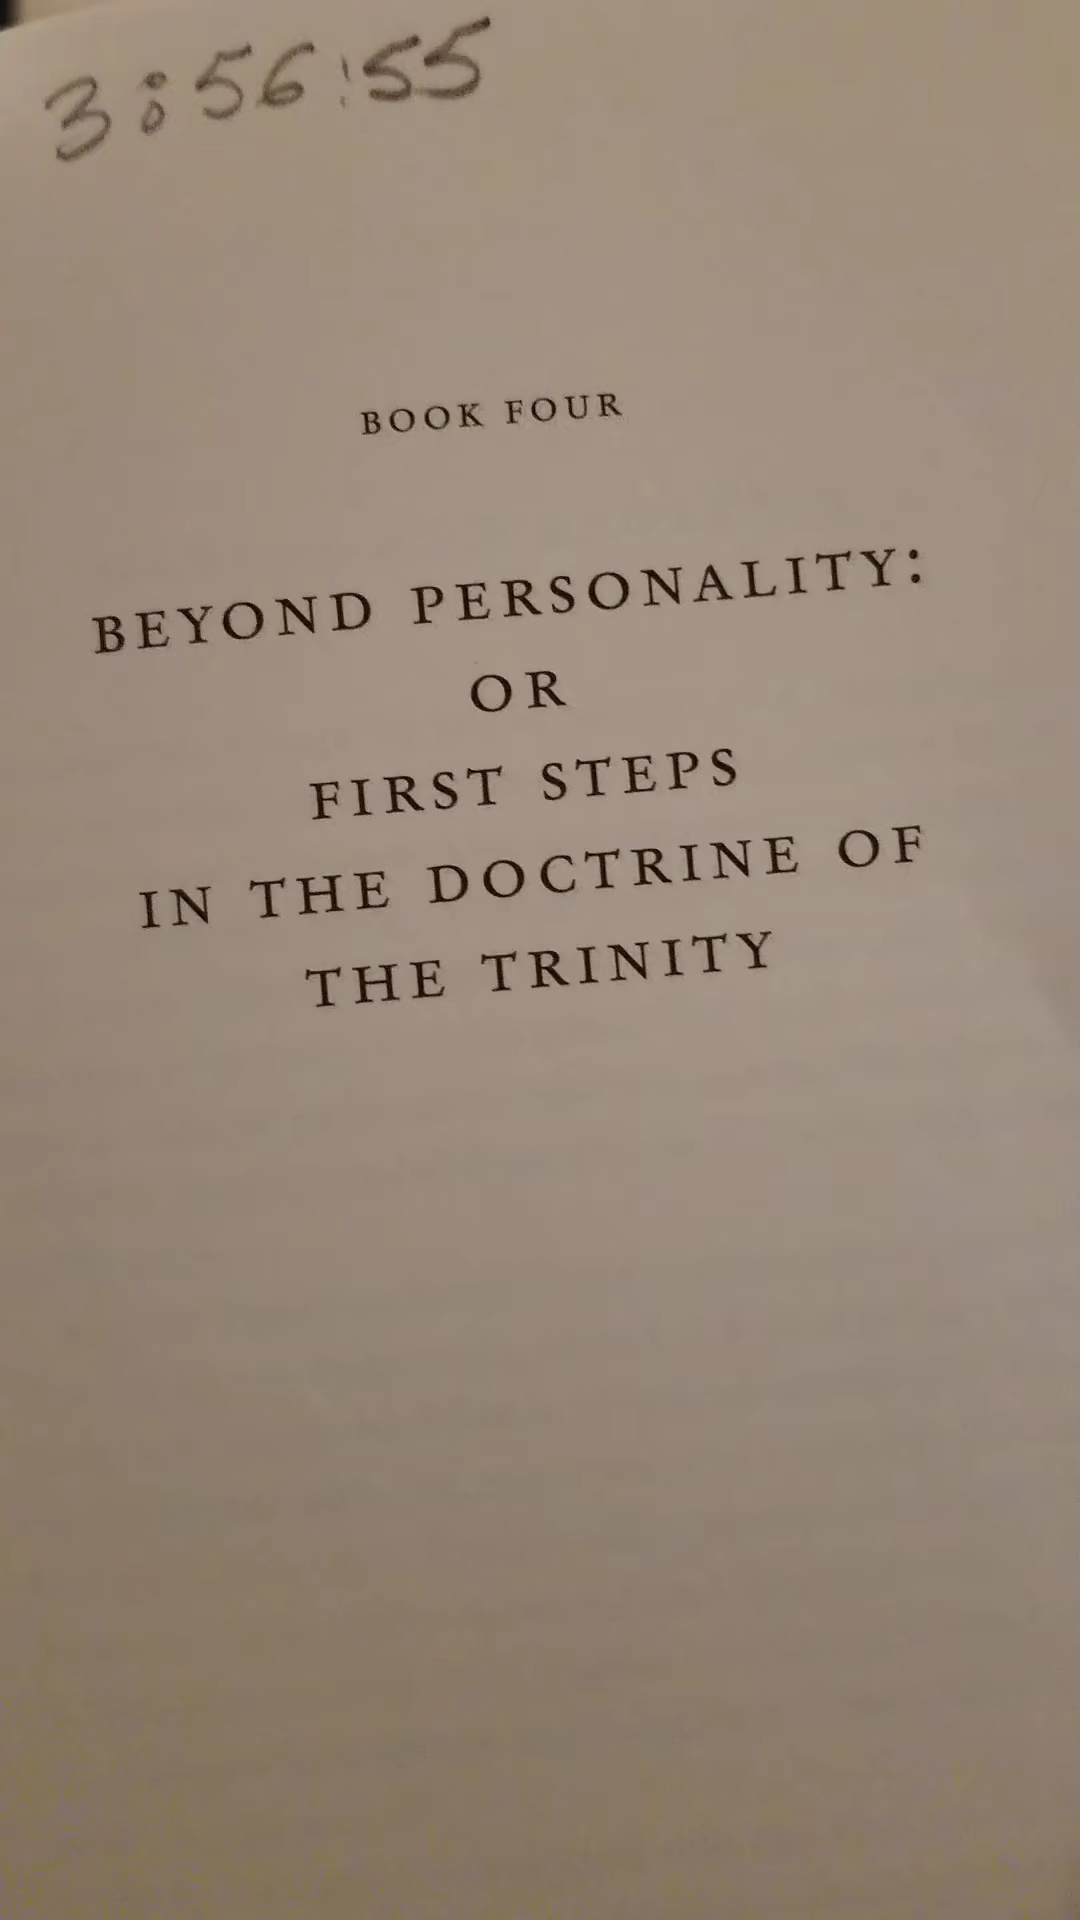 3:56:55
BOOK FOUR
BEYOND PERSONALITY:
OR
FIRST STEPS
IN THE DOCTRINE OF
THE TRINITY